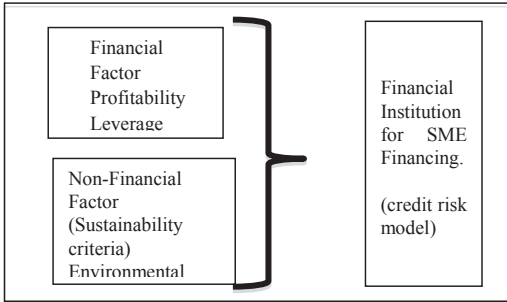 Financial
Factor
Profitability
Leverage
Non-Financial
Factor
(Sustainability
criteria)
Environmental
Financial
Institution
for SME
Financing.
(credit risk
model)